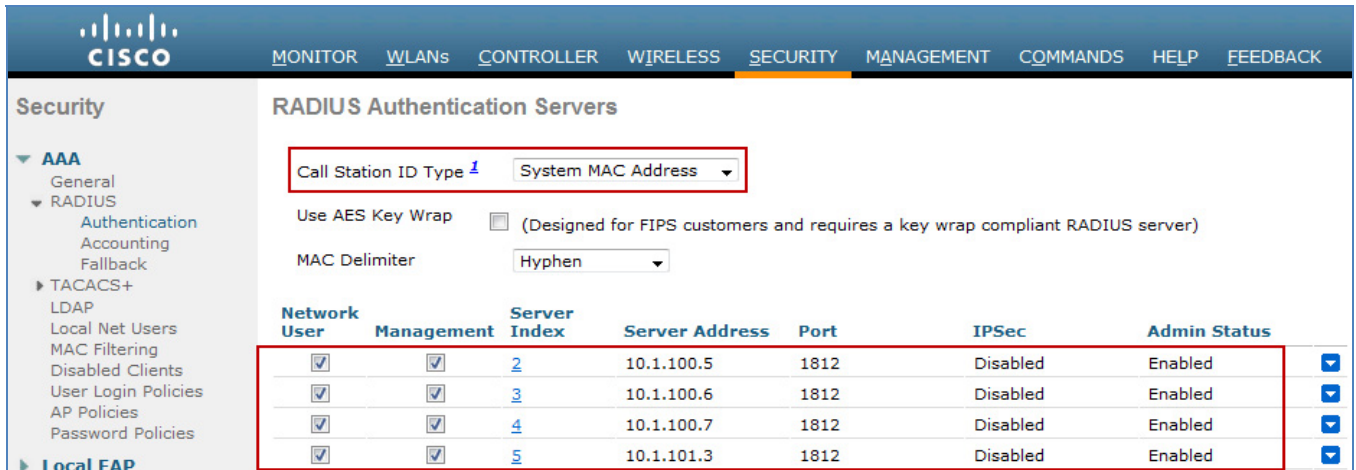 CISCO
MONITOR WLANs CONTROLLER WIRELESS SECURITY MANAGEMENT COMMANDS HELP FEEDBACK
Security
AAA
General
RADIUS
Authentication
Accounting
Fallback
TACACS+
LDAP
Local Net Users
MAC Filtering
Disabled Clients
User Login Policies
AP Policies
Password Policies
Local EAP
RADIUS Authentication Servers
Call Station ID Type 1 System MAC Address
Use AES Key Wrap (Designed for FIPS customers and requires a key wrap compliant RADIUS server)
MAC Delimiter Hyphen
Network User Management Server Index Server Address Port IPSec Admin Status
2 10.1.100.5 1812 Disabled Enabled
3 10.1.100.6 1812 Disabled Enabled
4 10.1.100.7 1812 Disabled Enabled
5 10.1.101.3 1812 Disabled Enabled